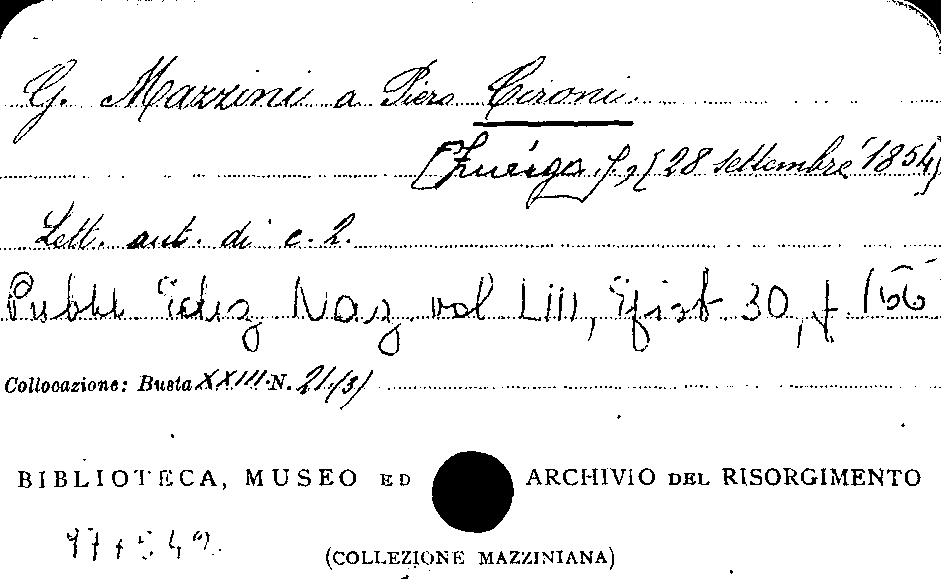 G. Mazzini a Piero Cironi.
[Zurigo], [28 settembre 1854]
Lett. aut. di c. 2.
Pubbl. Ediz. Naz. vol LIII, Epist 30, p 166
Collocazione: Busta XXIII N. 21.(3)
BIBLIOTECA, MUSEO ED ARCHIVIO DEL RISORGIMENTO
(COLLEZIONE MAZZINIANA)